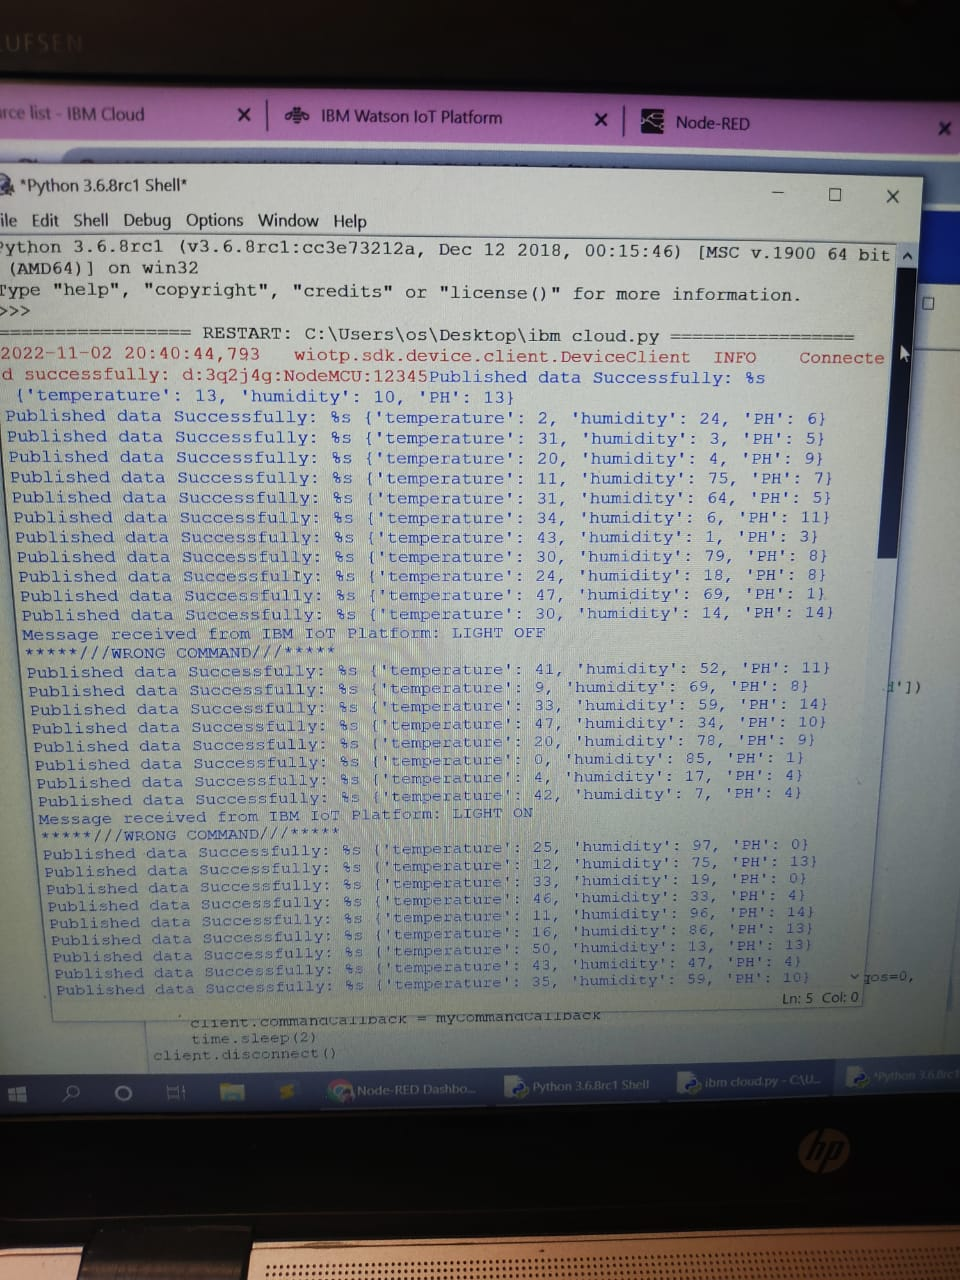 UFSEN
rce list - IBM Cloud
IBM Watson IoT Platform
Node-RED
*Python 3.6.8rc1 Shell*
ile Edit Shell Debug Options Window Help
Python 3.6.8rc1 (v3.6.8rc1:cc3e73212a, Dec 12 2018, 00:15:46) [MSC v.1900 64 bit
(AMD64)] on win32
Type "help", "copyright", "credits" or "license()" for more information.
>>>
================= RESTART: C:\Users\os\Desktop\ibm cloud.py =================
2022-11-02 20:40:44,793 wiotp.sdk.device.client.DeviceClient INFO Connecte
d successfully: d:3q2j4g:NodeMCU:12345Published data Successfully: %s
{'temperature': 13, 'humidity': 10, 'PH': 13}
Published data Successfully: %s {'temperature': 2, 'humidity': 24, 'PH': 6}
Published data Successfully: %s {'temperature': 31, 'humidity': 3, 'PH': 5}
Published data Successfully: %s {'temperature': 20, 'humidity': 4, 'PH': 9}
Published data Successfully: %s {'temperature': 11, 'humidity': 75, 'PH': 7}
Published data Successfully: %s {'temperature': 31, 'humidity': 64, 'PH': 5}
Published data Successfully: %s {'temperature': 34, 'humidity': 6, 'PH': 11}
Published data Successfully: %s {'temperature': 43, 'humidity': 1, 'PH': 3}
Published data Successfully: %s {'temperature': 30, 'humidity': 79, 'PH': 8}
Published data Successfully: %s {'temperature': 24, 'humidity': 18, 'PH': 8}
Published data Successfully: %s {'temperature': 47, 'humidity': 69, 'PH': 1}
Published data Successfully: %s {'temperature': 30, 'humidity': 14, 'PH': 14}
Message received from IBM IoT Platform: LIGHT OFF
*****///WRONG COMMAND///*****
Published data Successfully: %s {'temperature': 41, 'humidity': 52, 'PH': 11}
Published data Successfully: %s {'temperature': 9, 'humidity': 69, 'PH': 8}
Published data Successfully: %s {'temperature': 33, 'humidity': 59, 'PH': 14}
Published data Successfully: %s {'temperature': 47, 'humidity': 34, 'PH': 10}
Published data Successfully: %s {'temperature': 20, 'humidity': 78, 'PH': 9}
Published data Successfully: %s {'temperature': 0, 'humidity': 85, 'PH': 1}
Published data Successfully: %s {'temperature': 4, 'humidity': 17, 'PH': 4}
Published data Successfully: %s {'temperature': 42, 'humidity': 7, 'PH': 4}
Message received from IBM IoT Platform: LIGHT ON
*****///WRONG COMMAND///*****
Published data Successfully: %s {'temperature': 25, 'humidity': 97, 'PH': 0}
Published data Successfully: %s {'temperature': 12, 'humidity': 75, 'PH': 13}
Published data Successfully: %s {'temperature': 33, 'humidity': 19, 'PH': 0}
Published data Successfully: %s {'temperature': 46, 'humidity': 33, 'PH': 4}
Published data Successfully: %s {'temperature': 11, 'humidity': 96, 'PH': 14}
Published data Successfully: %s {'temperature': 16, 'humidity': 86, 'PH': 13}
Published data Successfully: %s {'temperature': 50, 'humidity': 13, 'PH': 13}
Published data Successfully: %s {'temperature': 43, 'humidity': 47, 'PH': 4}
Published data Successfully: %s {'temperature': 35, 'humidity': 59, 'PH': 10}
Ln: 5 Col: 0
d'])
qos=0,
client.commandCallback = myCommandCallback
time.sleep(2)
client.disconnect()
Node-RED Dashbo...
Python 3.6.8rc1 Shell
ibm cloud.py - C:\U...
*Python 3.6.8rc1
hp